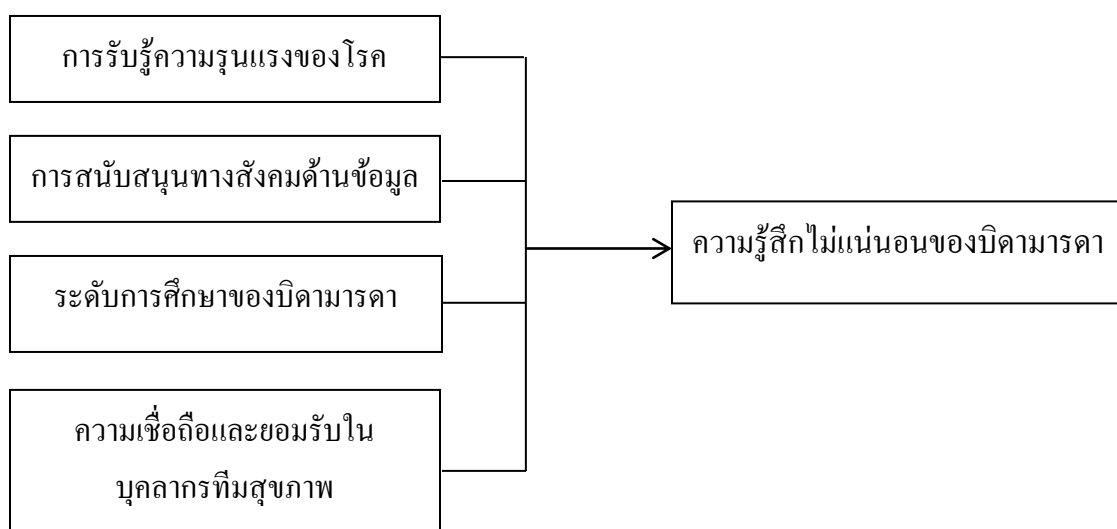 การรับรู้ความรุนแรงของโรค
การสนับสนุนทางสังคมด้านข้อมูล
ระดับการศึกษาของบิดามารดา
ความเชื่อถือและยอมรับใน
บุคลากรทีมสุขภาพ
ความรู้สึกไม่แน่นอนของบิดามารดา